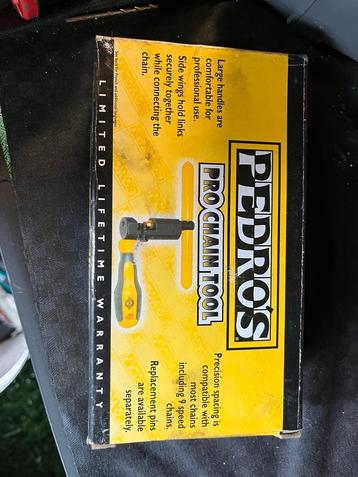 PEDRO'S
PRO CHAIN TOOL
Large handles are
comfortable for
professional use.
Side wings hold links
securely together
while connecting the
chain.
Precision spacing is
compatible with
most chains
including 9 speed
chains.
Replacement pins
are available
separately.
LIMITED LIFETIME WARRANTY